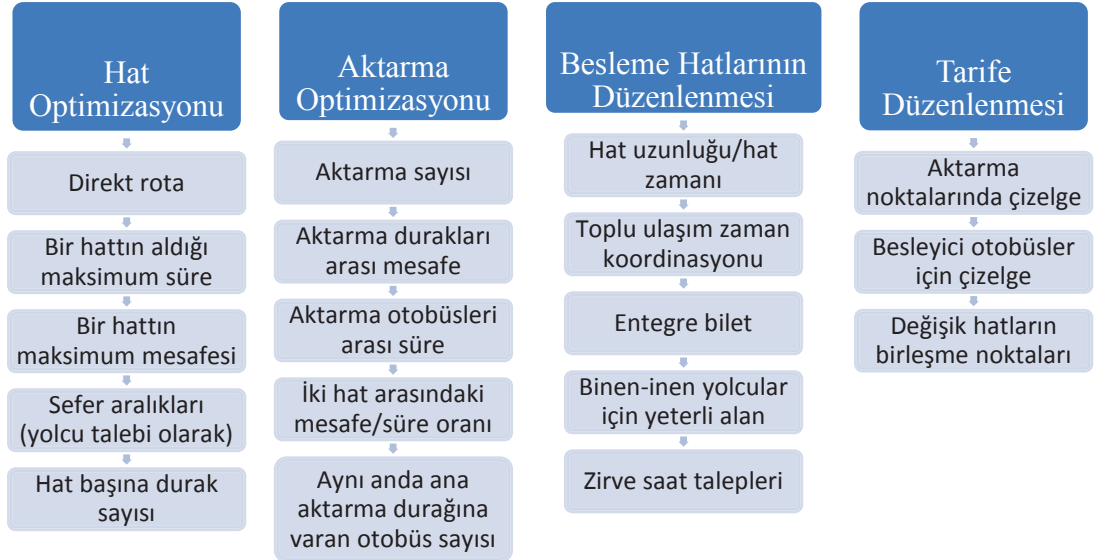 Hat
Optimizasyonu
Direkt rota
Bir hattın aldığı
maksimum süre
Bir hattın
maksimum mesafesi
Sefer aralıkları
(yolcu talebi olarak)
Hat başına durak
sayısı
Aktarma
Optimizasyonu
Aktarma sayısı
Aktarma durakları
arası mesafe
Aktarma otobüsleri
arası süre
İki hat arasındaki
mesafe/süre oranı
Aynı anda ana
aktarma durağına
varan otobüs sayısı
Besleme Hatlarının
Düzenlenmesi
Hat uzunluğu/hat
zamanı
Toplu ulaşım zaman
koordinasyonu
Entegre bilet
Binen-inen yolcular
için yeterli alan
Zirve saat talepleri
Tarife
Düzenlenmesi
Aktarma
noktalarında çizelge
Besleyici otobüsler
için çizelge
Değişik hatların
birleşme noktaları